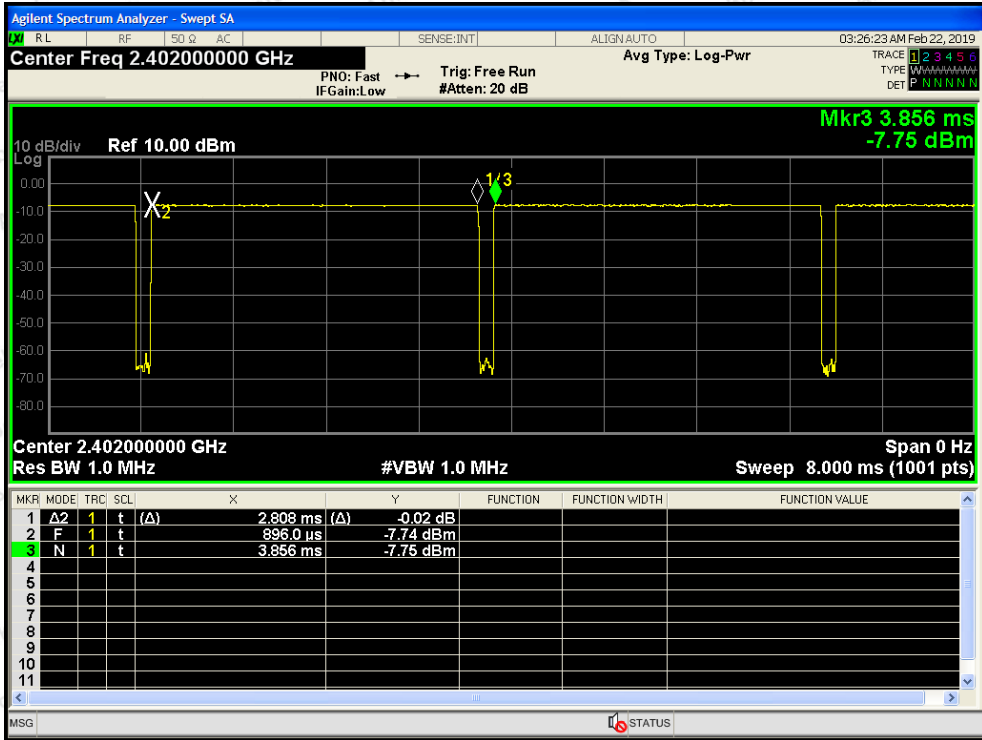 Agilent Spectrum Analyzer - Swept SA
LXI RL RF 50 Ω AC SENSE:INT ALIGN AUTO 03:26:23 AM Feb 22, 2019
Center Freq 2.402000000 GHz
PNO: Fast
IFGain:Low
Trig: Free Run
#Atten: 20 dB
Avg Type: Log-Pwr
TRACE 1 2 3 4 5 6
TYPE
DET P N N N N N
Mkr3 3.856 ms
-7.75 dBm
10 dB/div Ref 10.00 dBm
Log
0.00
-10.0
-20.0
-30.0
-40.0
-50.0
-60.0
-70.0
-80.0
X2
1/3
Center 2.402000000 GHz Span 0 Hz
Res BW 1.0 MHz #VBW 1.0 MHz Sweep 8.000 ms (1001 pts)
MKR MODE TRC SCL X Y FUNCTION FUNCTION WIDTH FUNCTION VALUE
1 Δ2 1 t (Δ) 2.808 ms (Δ) -0.02 dB
2 F 1 t 896.0 µs -7.74 dBm
3 N 1 t 3.856 ms -7.75 dBm
4
5
6
7
8
9
10
11
MSG STATUS